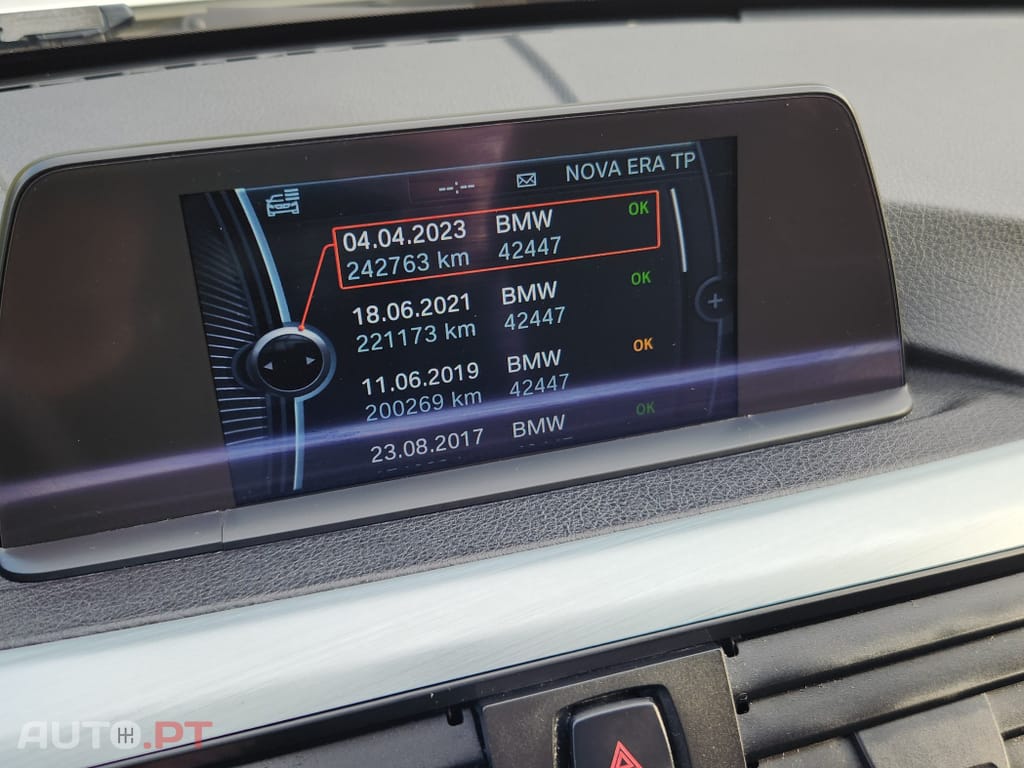 --:-- NOVA ERA TP
04.04.2023 BMW OK
242763 km 42447
18.06.2021 BMW OK
221173 km 42447
11.06.2019 BMW OK
200269 km 42447
23.08.2017 BMW OK
AUTO.PT